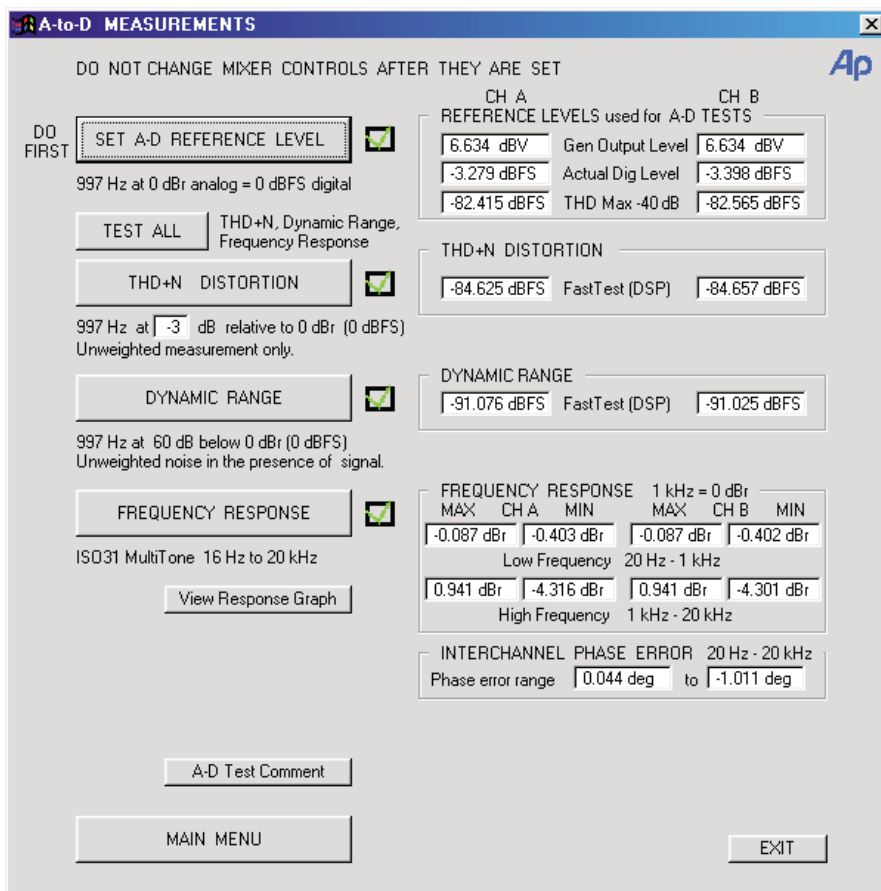 A-to-D MEASUREMENTS
DO NOT CHANGE MIXER CONTROLS AFTER THEY ARE SET
Ap
CH A CH B
REFERENCE LEVELS used for A-D TESTS
DO FIRST
SET A-D REFERENCE LEVEL
6.634 dBV Gen Output Level 6.634 dBV
-3.279 dBFS Actual Dig Level -3.398 dBFS
997 Hz at 0 dBr analog = 0 dBFS digital
-82.415 dBFS THD Max -40 dB -82.565 dBFS
TEST ALL
THD+N, Dynamic Range,
Frequency Response
THD+N DISTORTION
THD+N DISTORTION
-84.625 dBFS FastTest (DSP) -84.657 dBFS
997 Hz at -3 dB relative to 0 dBr (0 dBFS)
Unweighted measurement only.
DYNAMIC RANGE
DYNAMIC RANGE
-91.076 dBFS FastTest (DSP) -91.025 dBFS
997 Hz at 60 dB below 0 dBr (0 dBFS)
Unweighted noise in the presence of signal.
FREQUENCY RESPONSE
FREQUENCY RESPONSE 1 kHz = 0 dBr
MAX CH A MIN MAX CH B MIN
-0.087 dBr -0.403 dBr -0.087 dBr -0.402 dBr
Low Frequency 20 Hz - 1 kHz
ISO31 MultiTone 16 Hz to 20 kHz
0.941 dBr -4.316 dBr 0.941 dBr -4.301 dBr
High Frequency 1 kHz - 20 kHz
View Response Graph
INTERCHANNEL PHASE ERROR 20 Hz - 20 kHz
Phase error range 0.044 deg to -1.011 deg
A-D Test Comment
MAIN MENU
EXIT